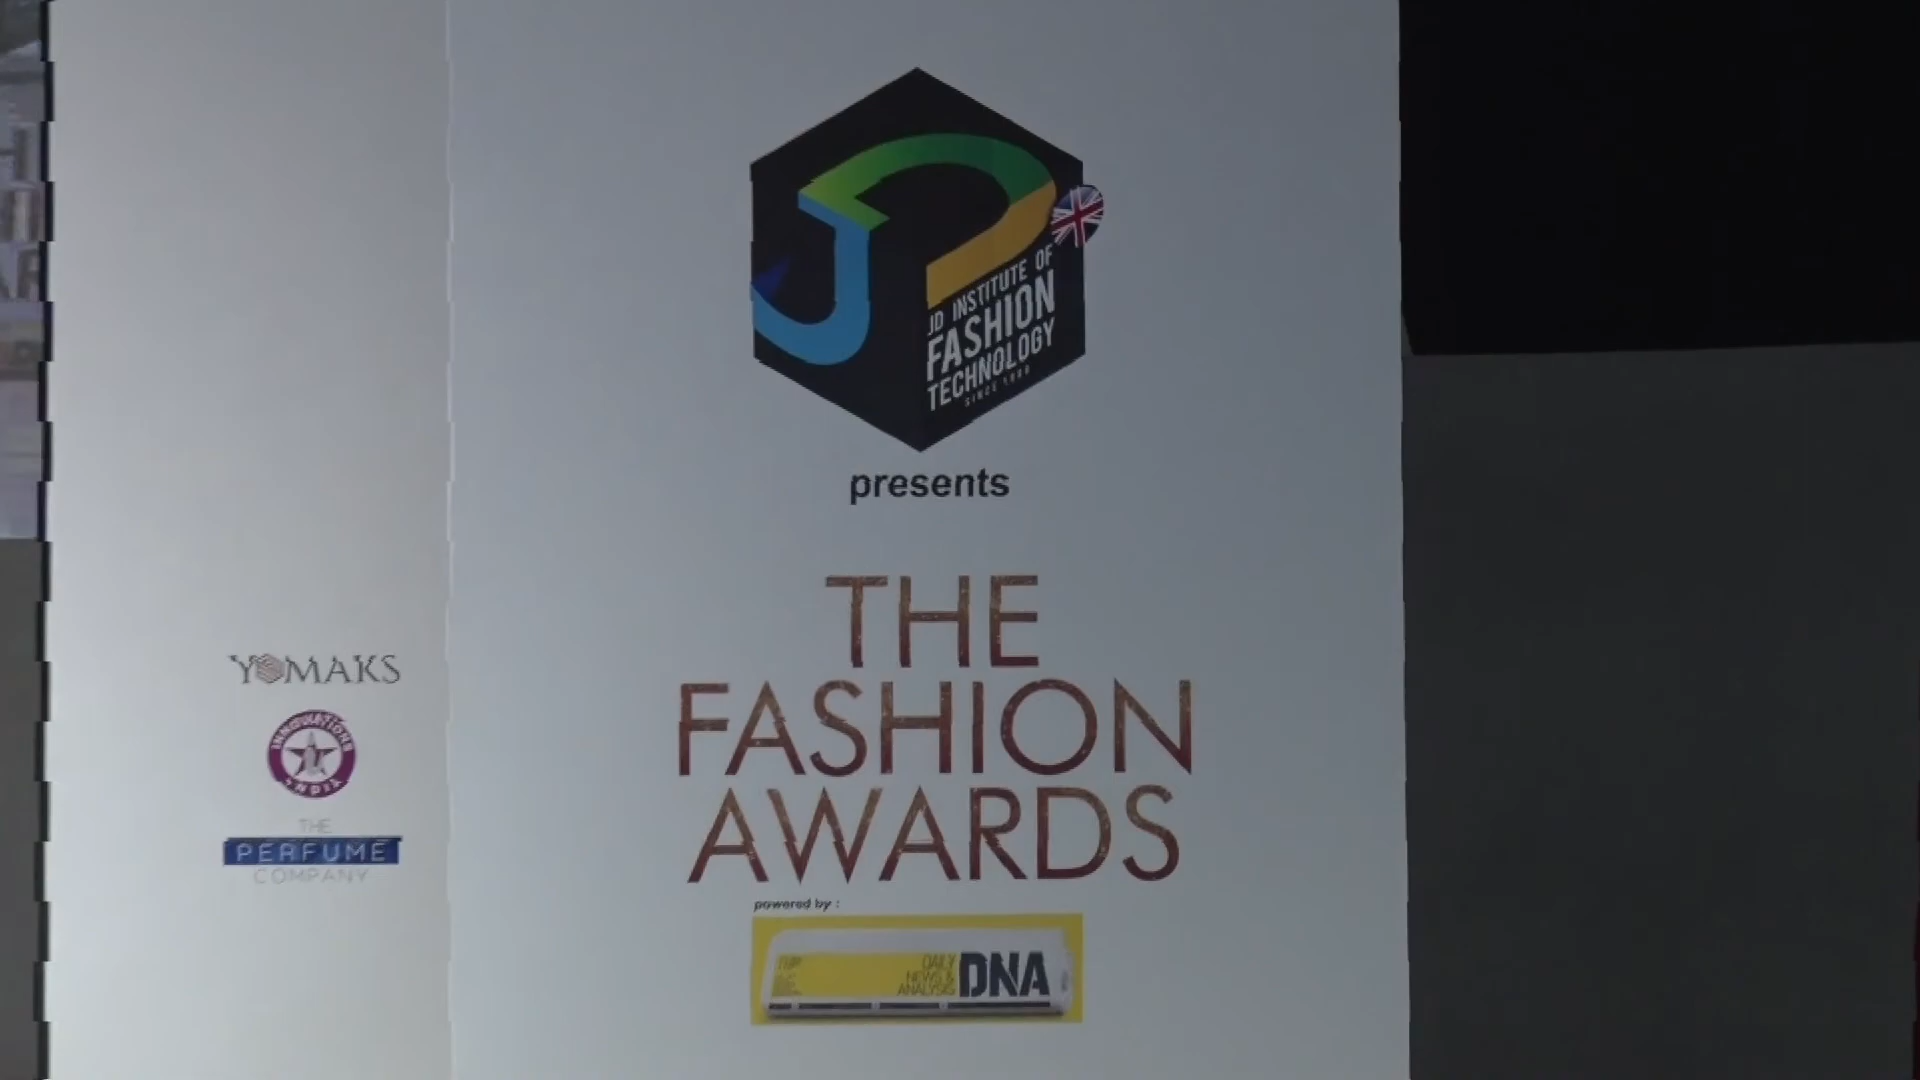 JD INSTITUTE OF
FASHION
TECHNOLOGY
presents
THE
FASHION
AWARDS
powered by :
DAILY
NEWS &
ANALYSIS
DNA
YOMAKS
INNOVATIONS
INDIA
THE
PERFUME
COMPANY